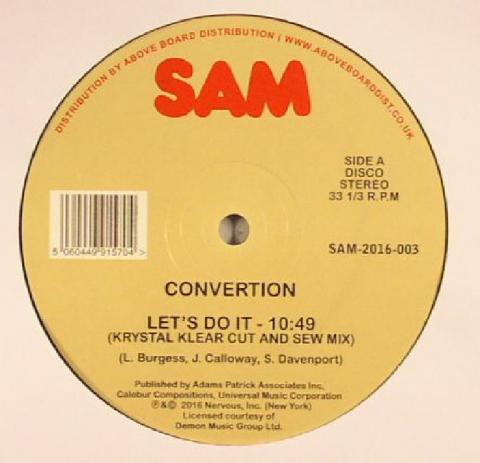 DISTRIBUTION BY ABOVE BOARD DISTRIBUTION | WWW.ABOVEBOARDDIST.CO.UK
SAM
SIDE A
DISCO
STEREO
33 1/3 R.P.M
5 060449 915704 >
SAM-2016-003
CONVERTION
LET'S DO IT - 10:49
(KRYSTAL KLEAR CUT AND SEW MIX)
(L. Burgess, J. Calloway, S. Davenport)
Published by Adams Patrick Associates Inc,
Calebur Compositions, Universal Music Corporation
℗&© 2016 Nervous, Inc. (New York)
Licensed courtesy of
Demon Music Group Ltd.